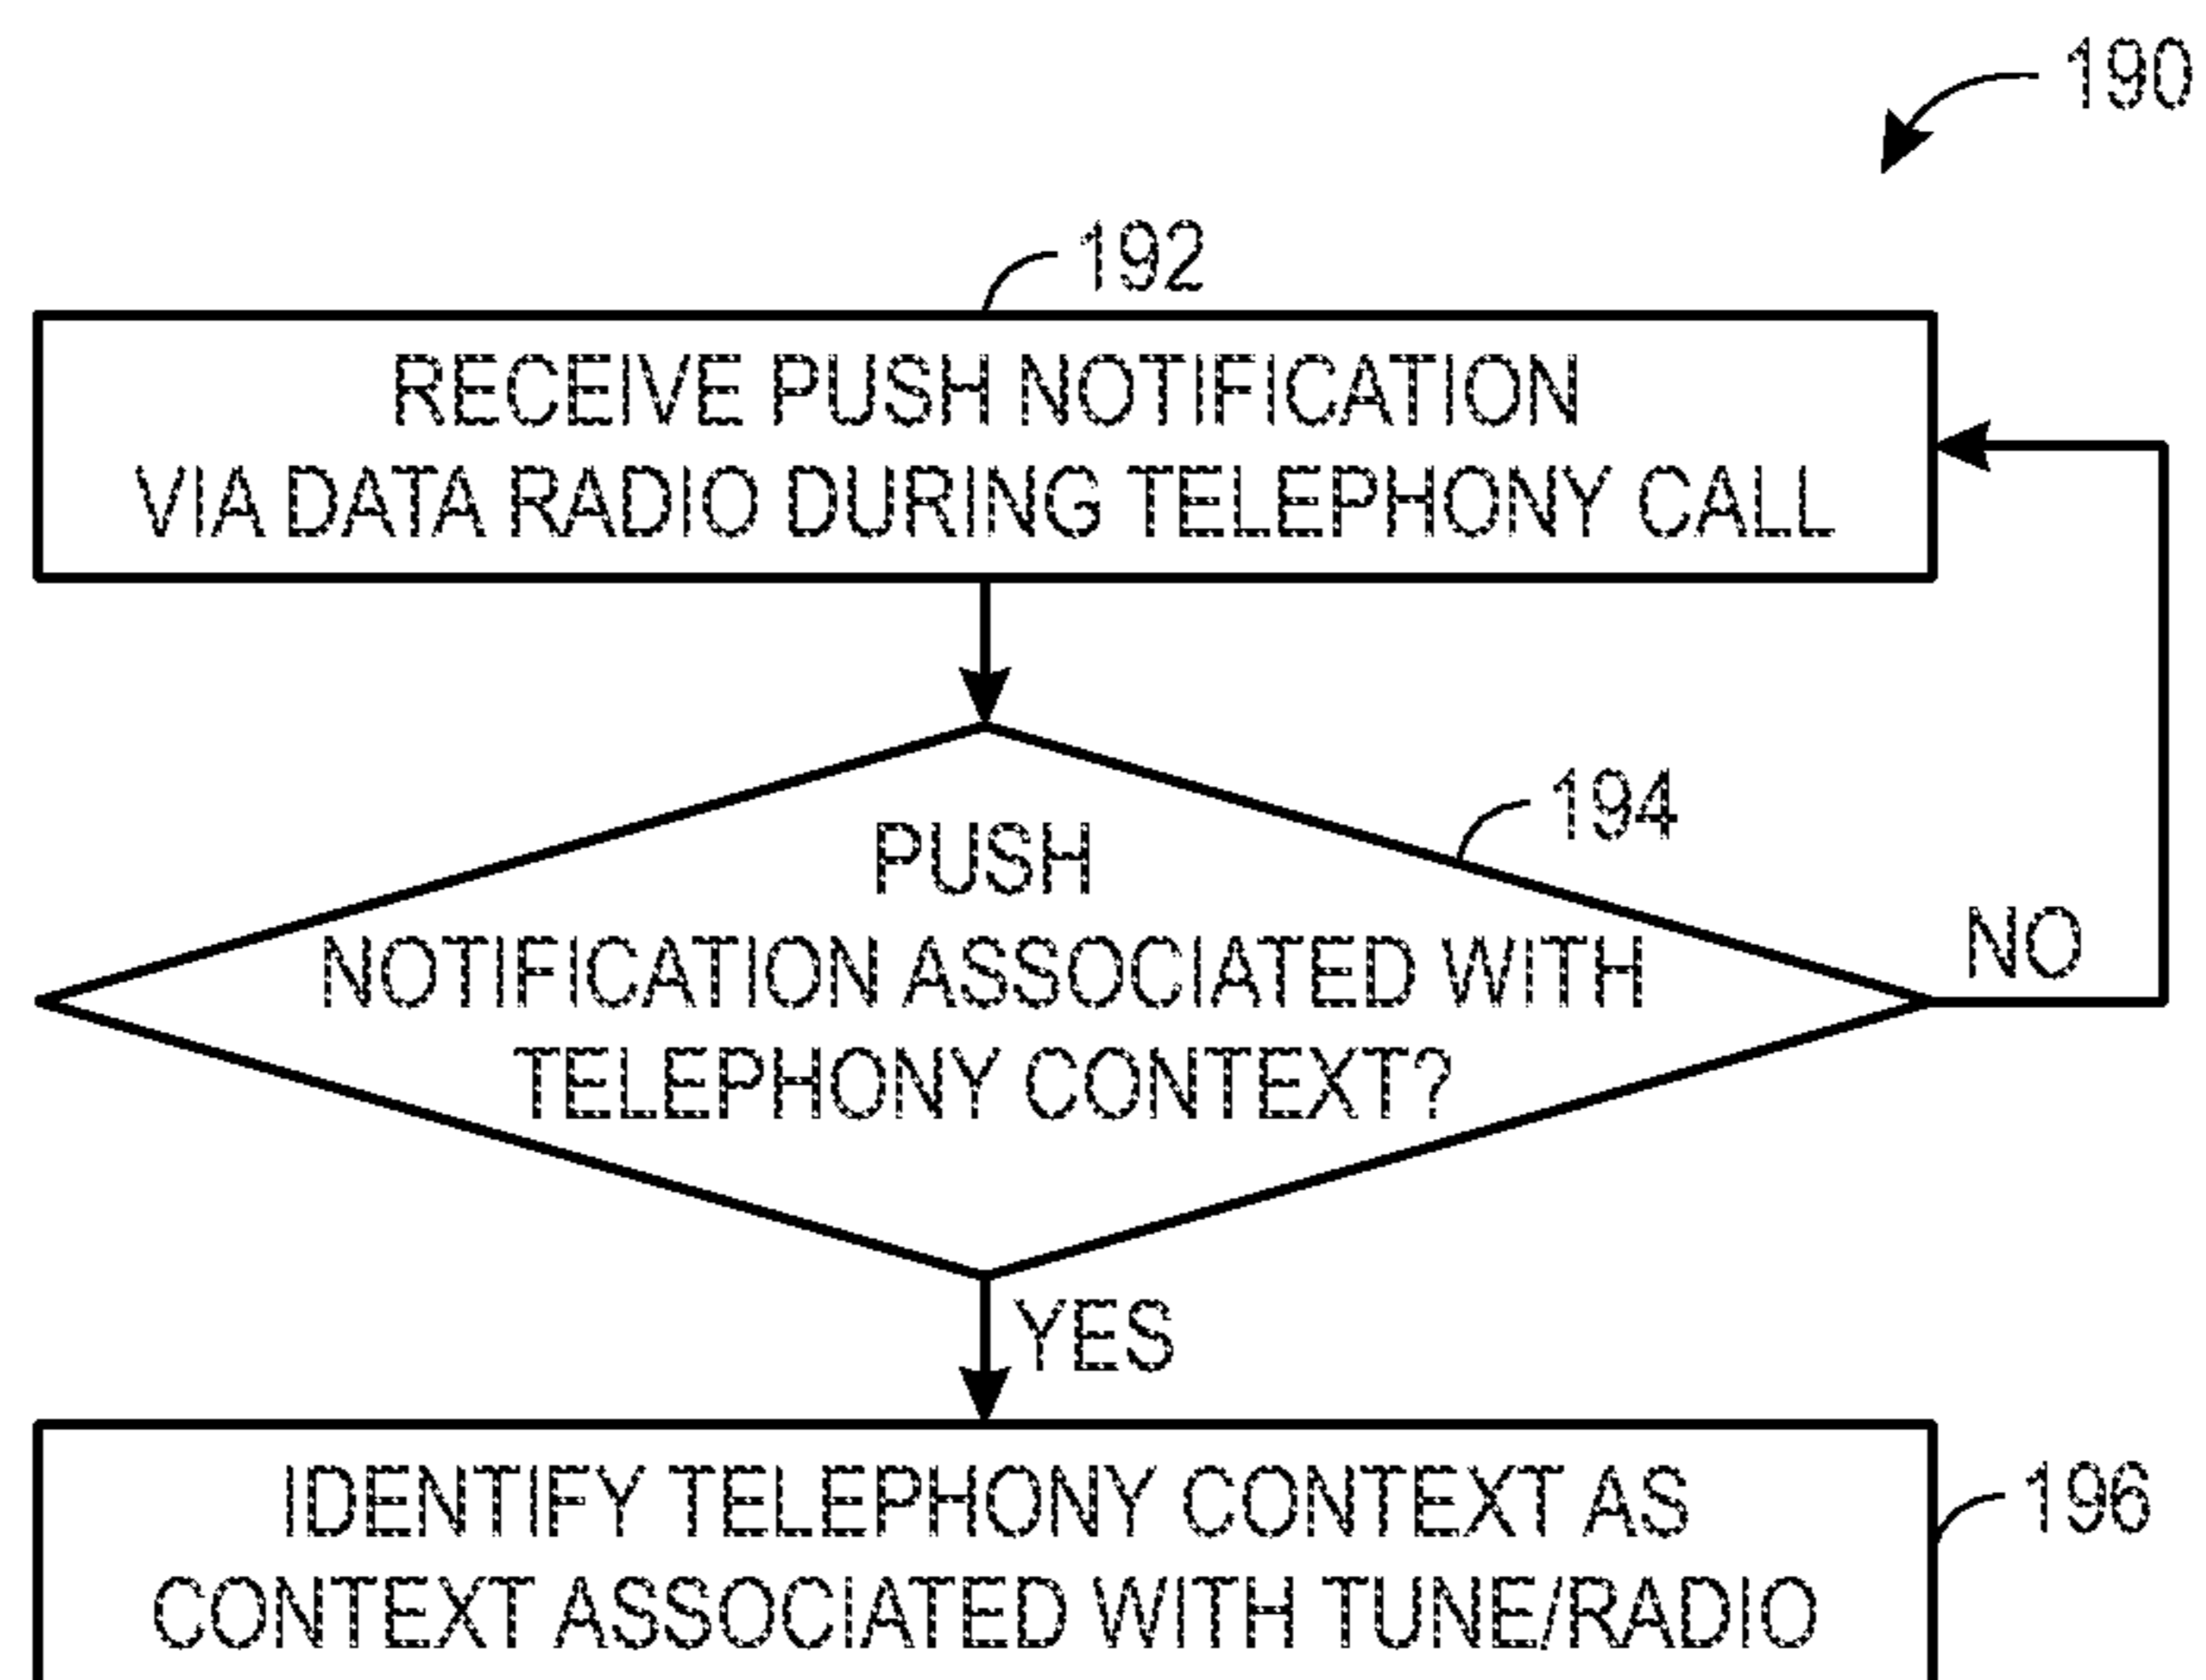 190
192
RECEIVE PUSH NOTIFICATION
VIA DATA RADIO DURING TELEPHONY CALL
194
PUSH
NOTIFICATION ASSOCIATED WITH
TELEPHONY CONTEXT?
NO
YES
IDENTIFY TELEPHONY CONTEXT AS
CONTEXT ASSOCIATED WITH TUNE/RADIO
196